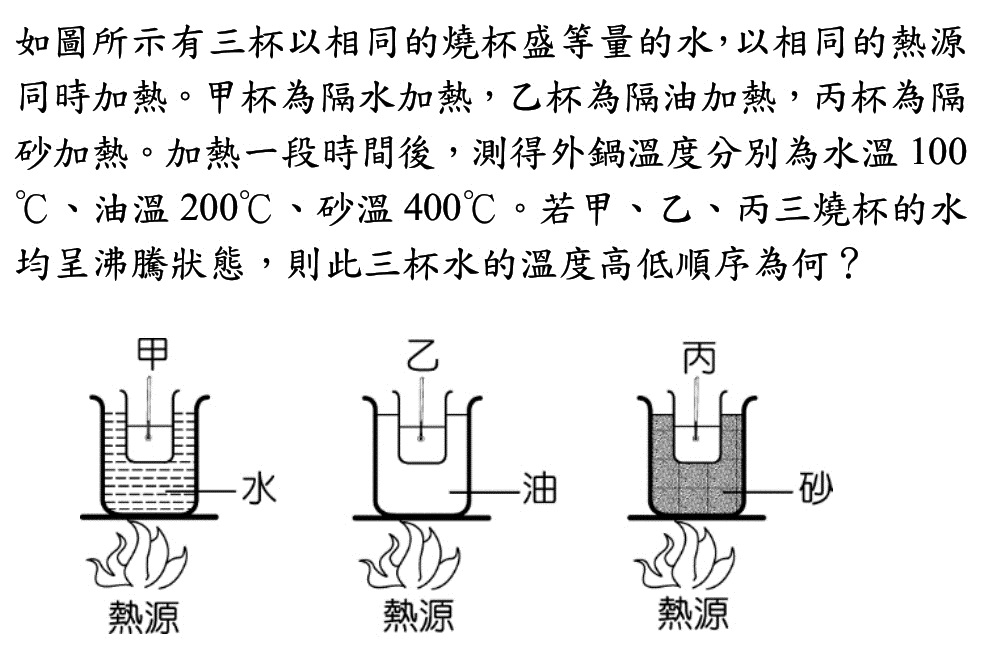 如圖所示有三杯以相同的燒杯盛等量的水，以相同的熱源
同時加熱。甲杯為隔水加熱，乙杯為隔油加熱，丙杯為隔
砂加熱。加熱一段時間後，測得外鍋溫度分別為水溫 100
℃、油溫 200℃、砂溫 400℃。若甲、乙、丙三燒杯的水
均呈沸騰狀態，則此三杯水的溫度高低順序為何？
甲 乙 丙
水 油 砂
熱源 熱源 熱源